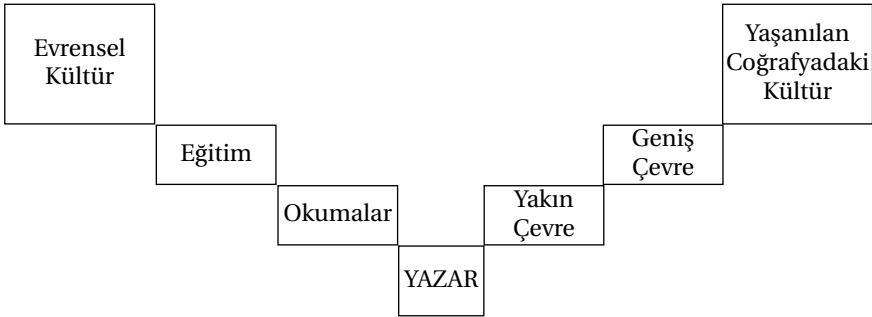 Evrensel
Kültür
Yaşanılan
Coğrafyadaki
Kültür
Eğitim
Geniş
Çevre
Okumalar
Yakın
Çevre
YAZAR